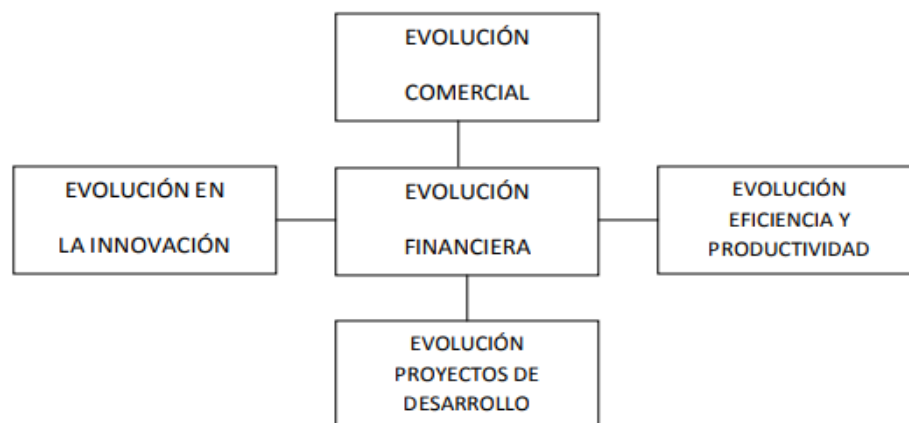 EVOLUCIÓN
COMERCIAL
EVOLUCIÓN EN
LA INNOVACIÓN
EVOLUCIÓN
FINANCIERA
EVOLUCIÓN
EFICIENCIA Y
PRODUCTIVIDAD
EVOLUCIÓN
PROYECTOS DE
DESARROLLO